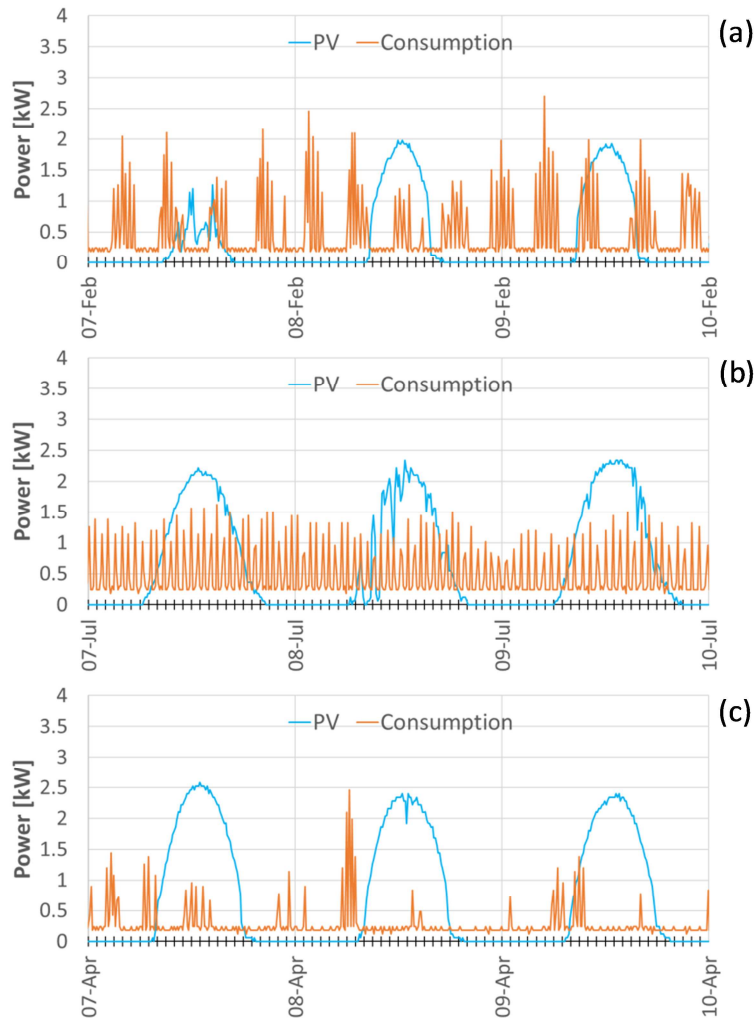 (a)
PV Consumption
Power [kW]
4
3.5
3
2.5
2
1.5
1
0.5
0
07-Feb
08-Feb
09-Feb
10-Feb
(b)
PV Consumption
Power [kW]
4
3.5
3
2.5
2
1.5
1
0.5
0
07-Jul
08-Jul
09-Jul
10-Jul
(c)
PV Consumption
Power [kW]
4
3.5
3
2.5
2
1.5
1
0.5
0
07-Apr
08-Apr
09-Apr
10-Apr